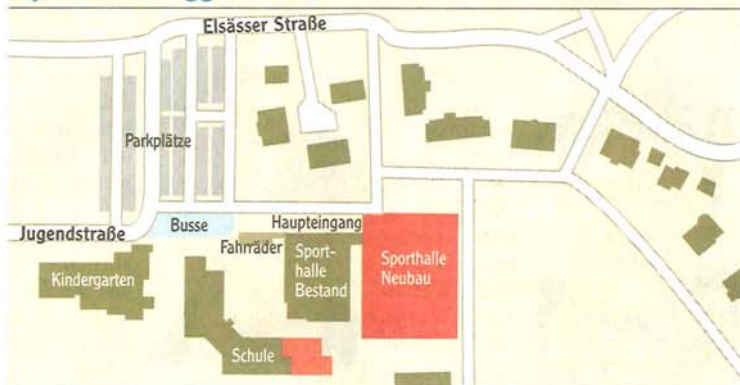 Elsässer Straße
Parkplätze
Jugendstraße
Busse
Haupteingang
Fahrräder
Kindergarten
Sport-
halle
Bestand
Sporthalle
Neubau
Schule